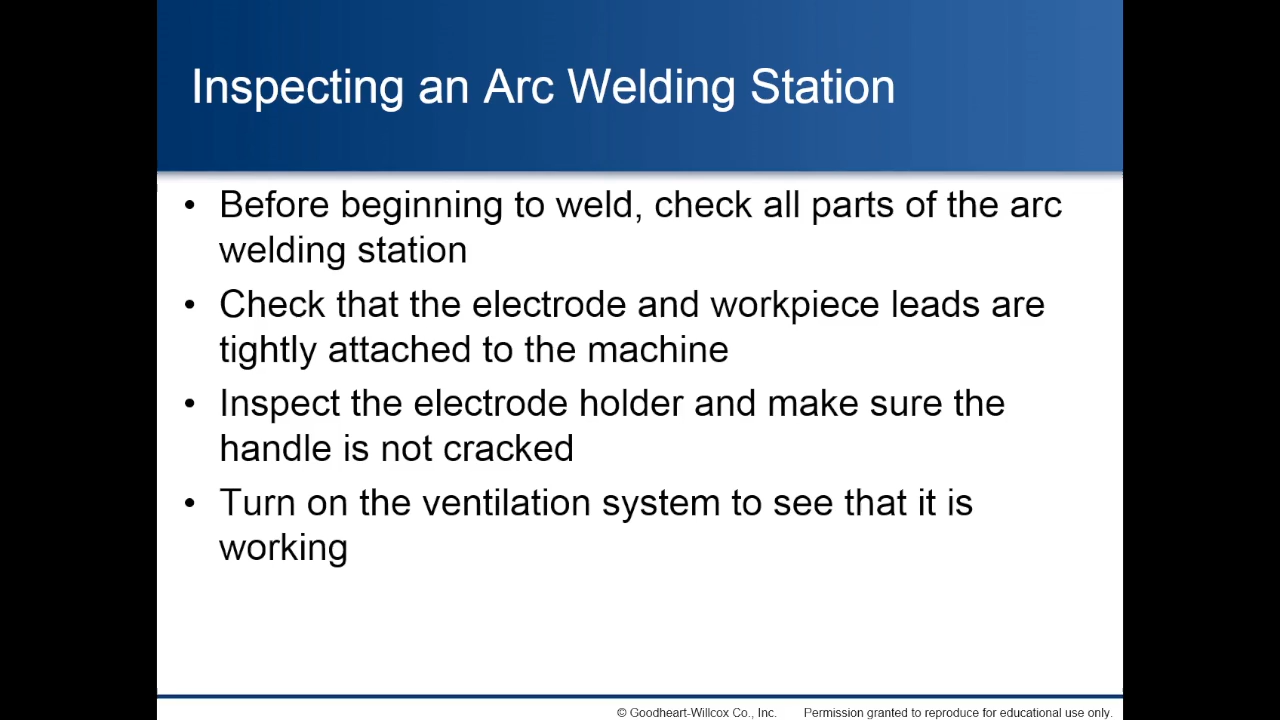 Inspecting an Arc Welding Station
• Before beginning to weld, check all parts of the arc
welding station
• Check that the electrode and workpiece leads are
tightly attached to the machine
• Inspect the electrode holder and make sure the
handle is not cracked
• Turn on the ventilation system to see that it is
working
© Goodheart-Willcox Co., Inc. Permission granted to reproduce for educational use only.